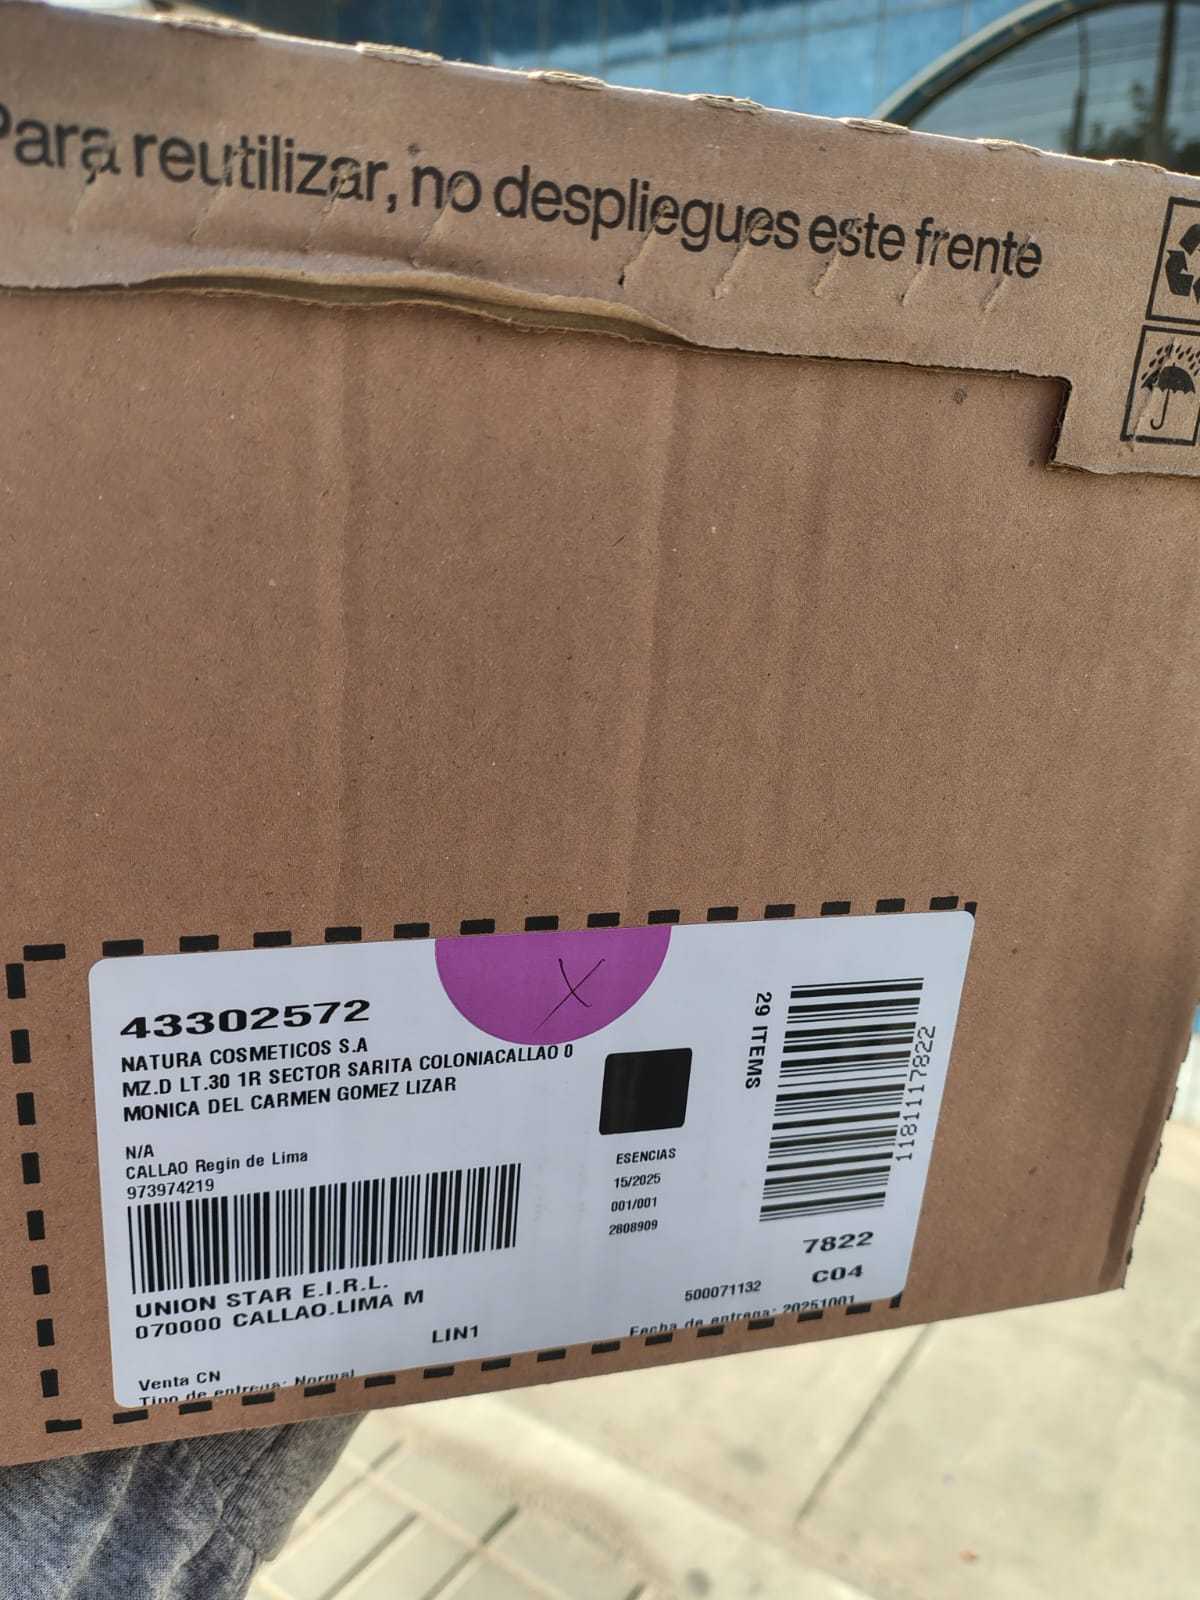 Para reutilizar, no despliegues este frente
43302572
NATURA COSMETICOS S.A
MZ.D LT.30 1R SECTOR SARITA COLONIACALLAO 0
MONICA DEL CARMEN GOMEZ LIZAR
N/A
CALLAO Regin de Lima
973974219
UNION STAR E.I.R.L.
070000 CALLAO.LIMA M
LIN1
Venta CN
Tipo de entrega: Normal
X
ESENCIAS
15/2025
001/001
2808909
29 ITEMS
1181117822
7822
C04
500071132
Fecha de entrega: 20251001